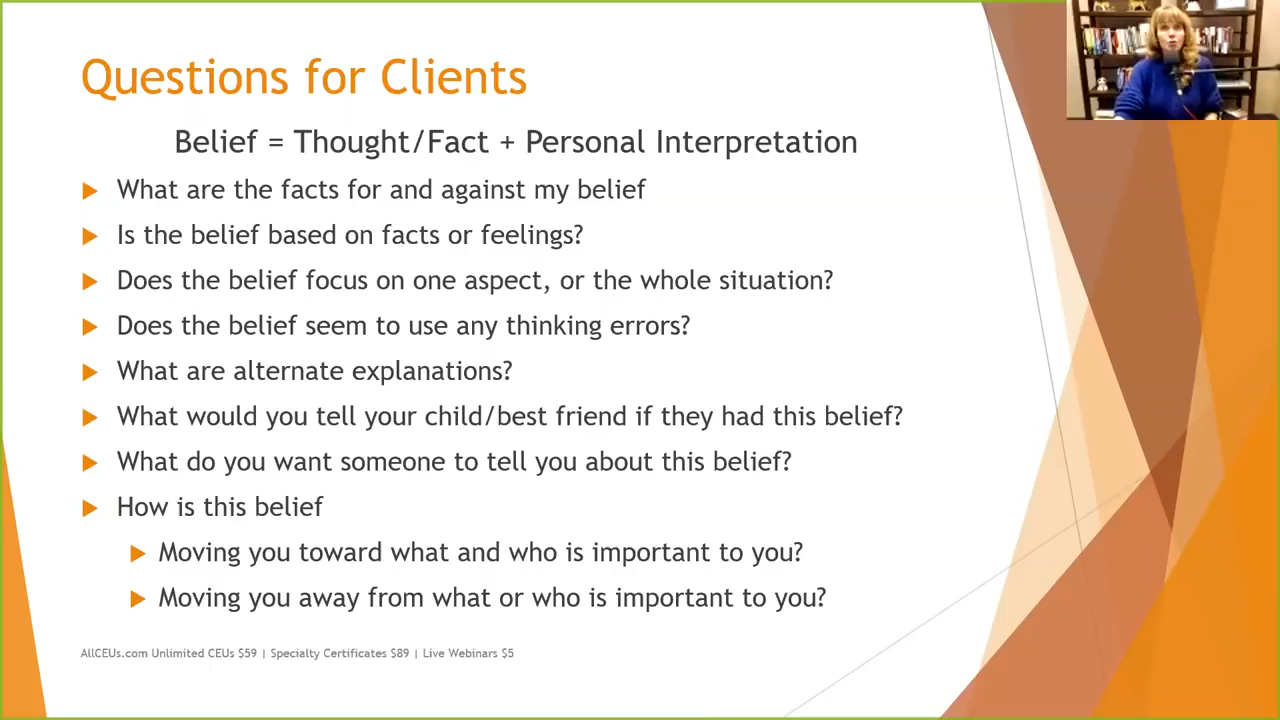 Questions for Clients
Belief = Thought/Fact + Personal Interpretation
What are the facts for and against my belief
Is the belief based on facts or feelings?
Does the belief focus on one aspect, or the whole situation?
Does the belief seem to use any thinking errors?
What are alternate explanations?
What would you tell your child/best friend if they had this belief?
What do you want someone to tell you about this belief?
How is this belief
Moving you toward what and who is important to you?
Moving you away from what or who is important to you?
AllCEUs.com Unlimited CEUs $59 | Specialty Certificates $89 | Live Webinars $5